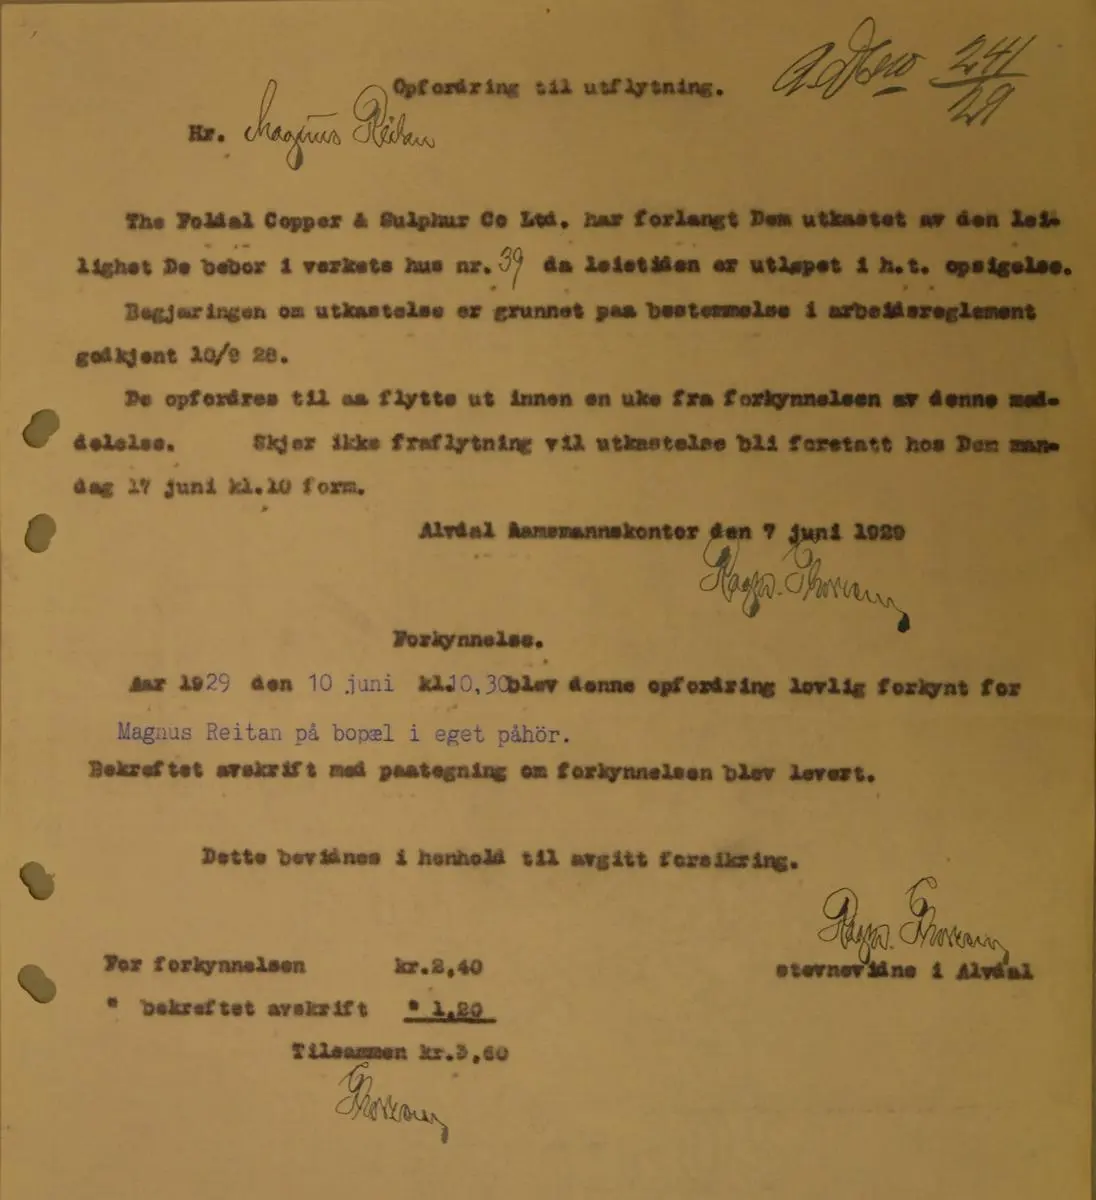 241
29
Opfordring til utflytning.
Hr. Magnus Reitan
The Foldal Copper & Sulphur Co Ltd. har forlangt Dem utkastet av den lei-
lighet De bebor i verkets hus nr. 39 da leietiden er utløpet i h.t. opsigelse.
Begjæringen om utkastelse er grunnet paa bestemmelse i arbeidsreglement
godkjent 10/9 28.
De opfordres til aa flytte ut innen en uke fra forkynnelsen av denne med-
delelse. Skjer ikke fraflytning vil utkastelse bli foretatt hos Dem man-
dag 17 juni kl.10 form.
Alvdal lensmannskontor den 7 juni 1929
Ragnv.
Forkynnelse.
Aar 1929 den 10 juni kl.10,30 blev denne opfordring lovlig forkynt for
Magnus Reitan på bopæl i eget påhör.
Bekreftet avskrift med paategning om forkynnelsen blev levert.
Dette bevidnes i henhold til avgitt forsikring.
Ragnv.
stevnevidne i Alvdal
For forkynnelsen kr.2,40
" bekreftet avskrift " 1,20
Tilsammen kr.3,60